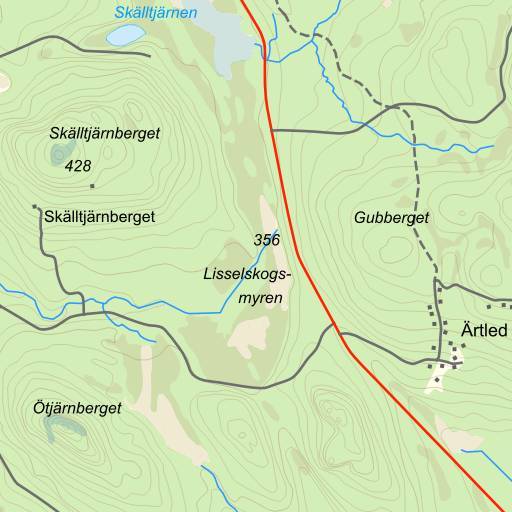 Skälltjärnen
Skälltjärnberget
428
Skälltjärnberget
Gubberget
356
Lisselskogs-
myren
Ärtled
Ötjärnberget